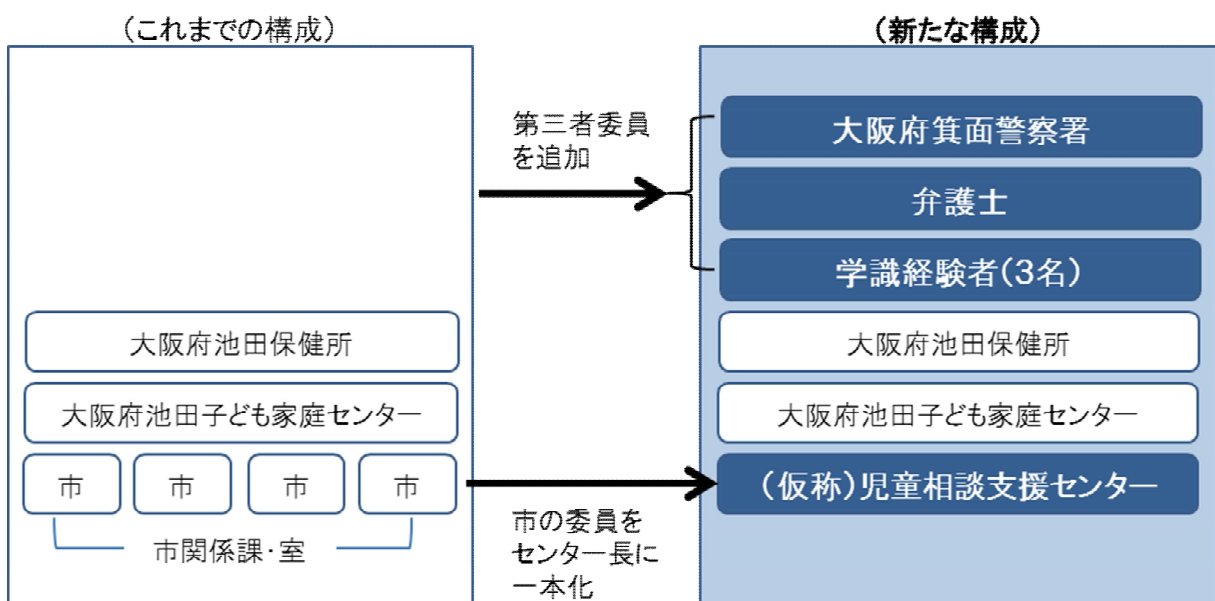 （これまでの構成）
（新たな構成）
第三者委員
を追加
大阪府箕面警察署
弁護士
学識経験者（3名）
大阪府池田保健所
大阪府池田保健所
大阪府池田子ども家庭センター
大阪府池田子ども家庭センター
市 市 市 市
（仮称）児童相談支援センター
市関係課・室
市の委員を
センター長に
一本化